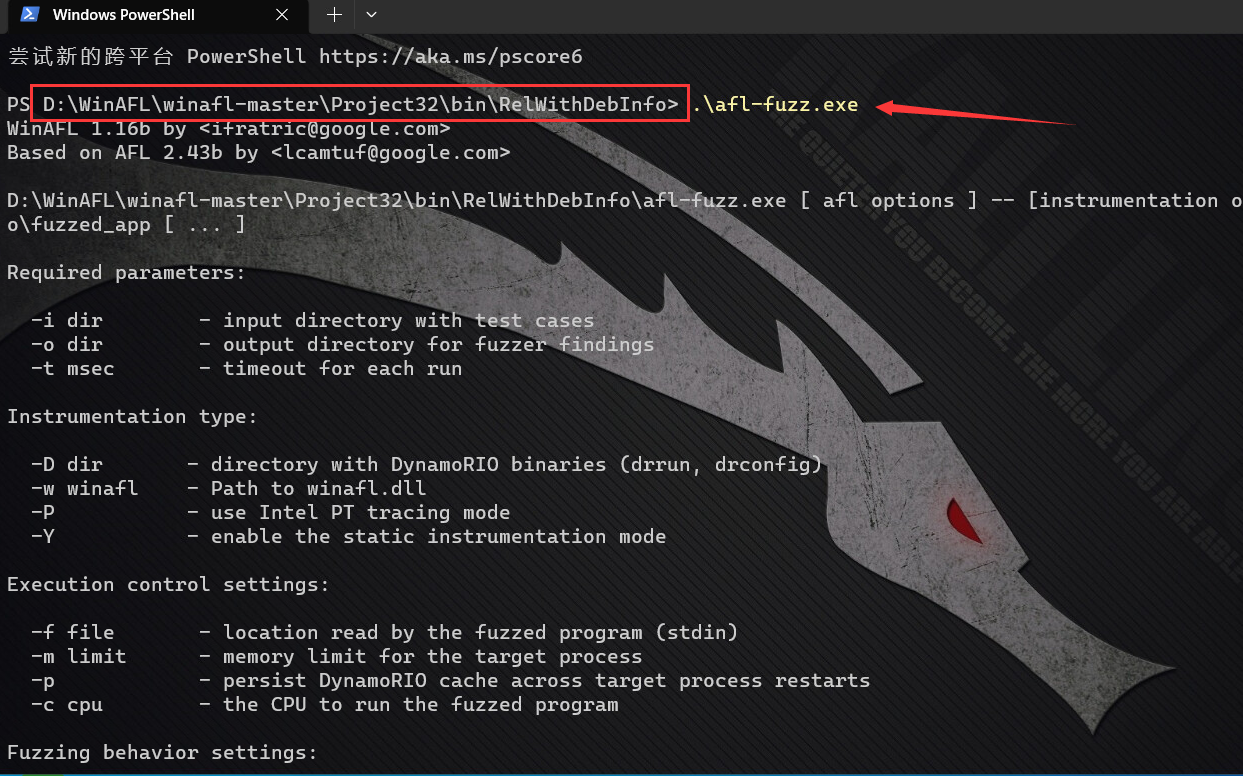 Windows PowerShell
尝试新的跨平台 PowerShell https://aka.ms/pscore6
PS D:\WinAFL\winafl-master\Project32\bin\RelWithDebInfo> .\afl-fuzz.exe
WinAFL 1.16b by <ifratric@google.com>
Based on AFL 2.43b by <lcamtuf@google.com>
D:\WinAFL\winafl-master\Project32\bin\RelWithDebInfo\afl-fuzz.exe [ afl options ] -- [instrumentation o
o\fuzzed_app [ ... ]
Required parameters:
-i dir - input directory with test cases
-o dir - output directory for fuzzer findings
-t msec - timeout for each run
Instrumentation type:
-D dir - directory with DynamoRIO binaries (drrun, drconfig)
-w winafl - Path to winafl.dll
-P - use Intel PT tracing mode
-Y - enable the static instrumentation mode
Execution control settings:
-f file - location read by the fuzzed program (stdin)
-m limit - memory limit for the target process
-p - persist DynamoRIO cache across target process restarts
-c cpu - the CPU to run the fuzzed program
Fuzzing behavior settings:
THE QUIETER YOU BECOME, THE MORE YOU ARE ABLE